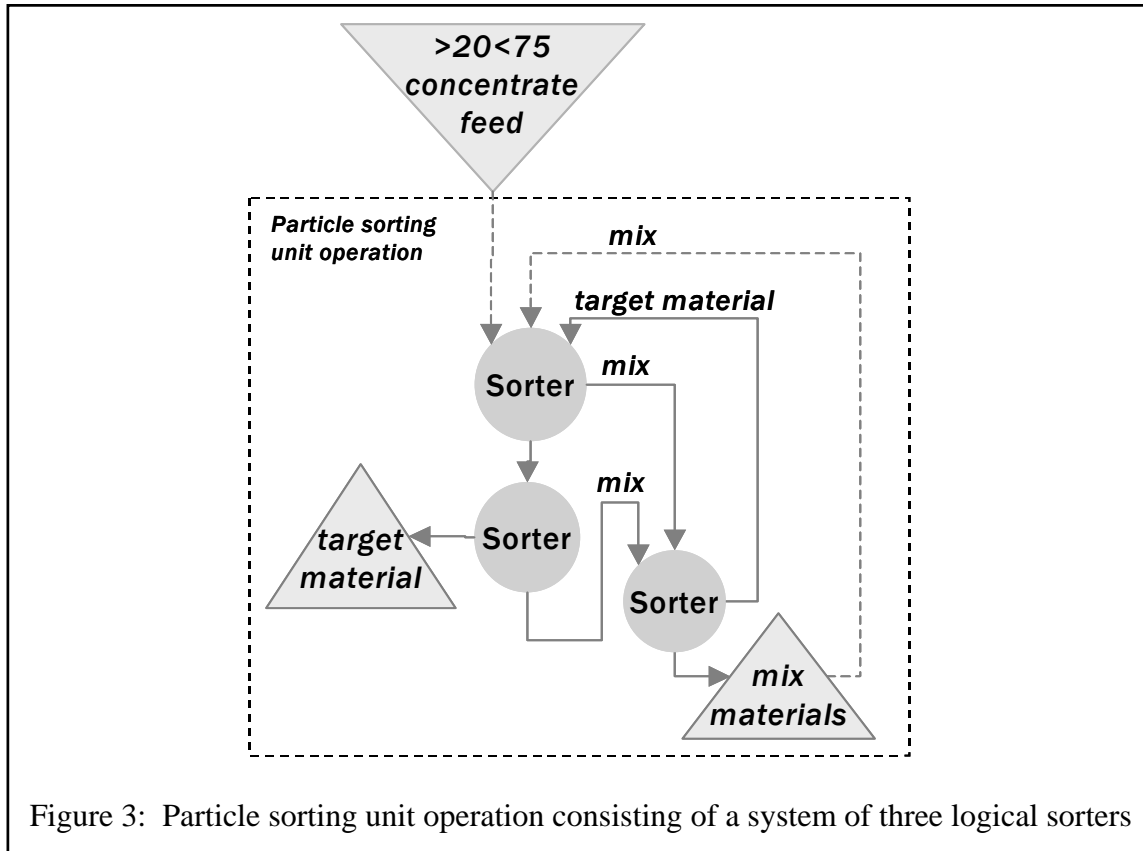 >20<75
concentrate
feed
Particle sorting
unit operation
mix
target material
Sorter
mix
mix
Sorter
target
material
Sorter
mix
materials
Figure 3:  Particle sorting unit operation consisting of a system of three logical sorters